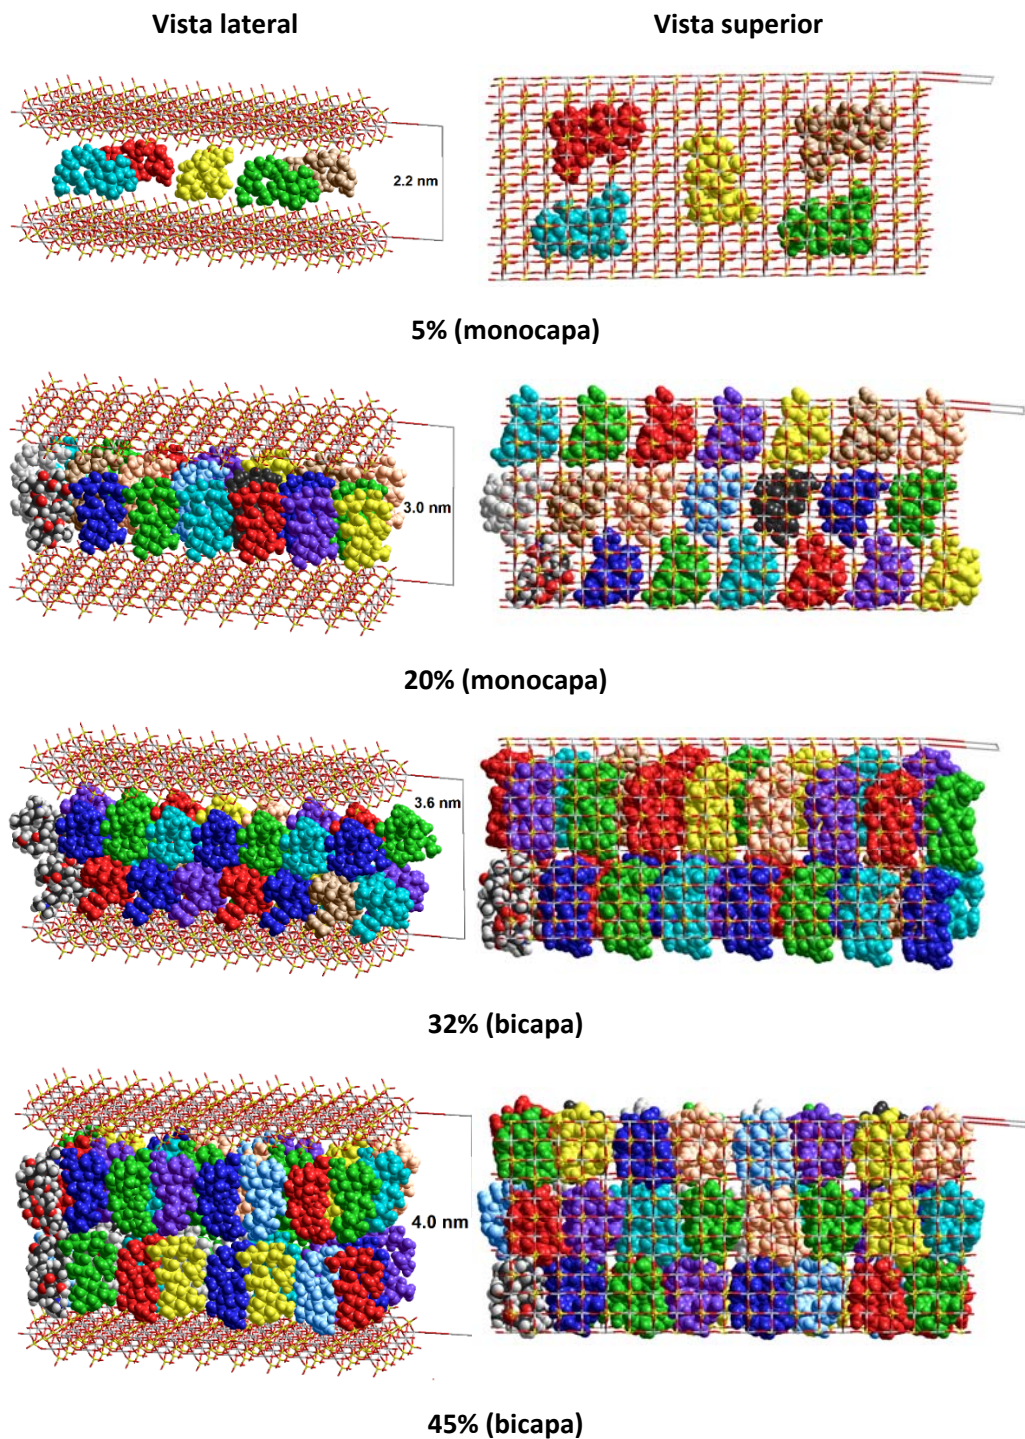 Vista lateral Vista superior
2.2 nm
5% (monocapa)
3.0 nm
20% (monocapa)
3.6 nm
32% (bicapa)
4.0 nm
45% (bicapa)